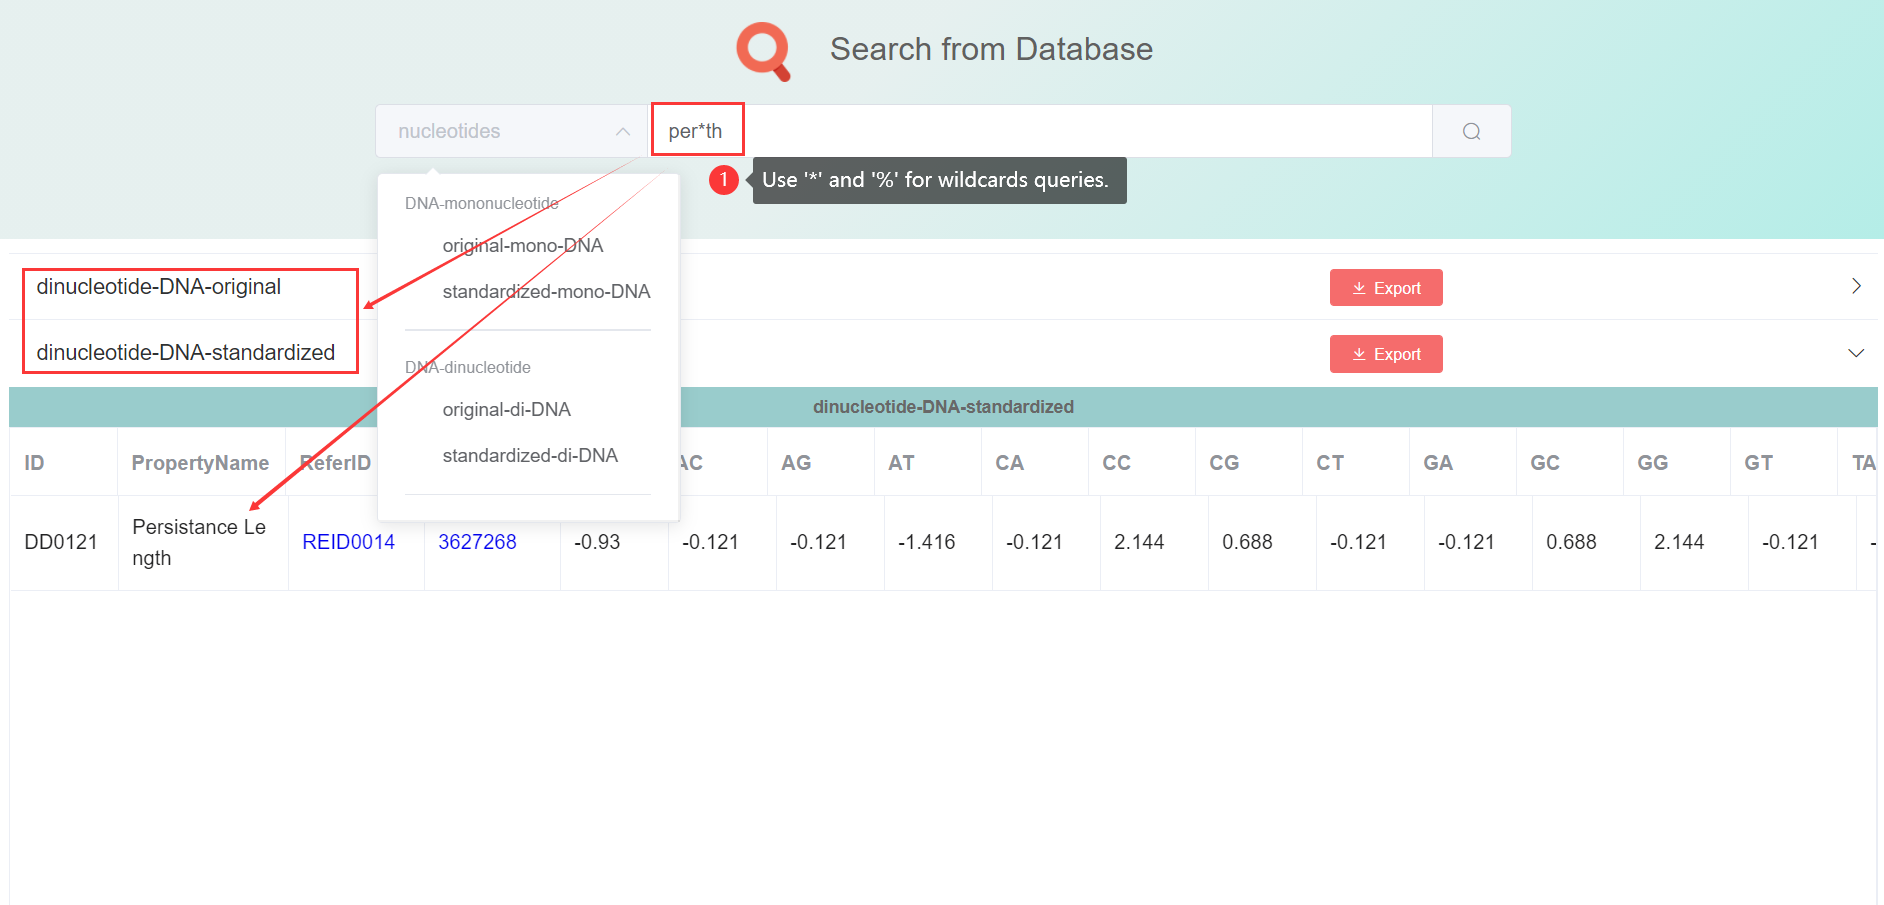 Search from Database
nucleotides
per*th
1
Use '*' and '%' for wildcards queries.
DNA-mononucleotide
original-mono-DNA
standardized-mono-DNA
DNA-dinucleotide
original-di-DNA
standardized-di-DNA
dinucleotide-DNA-original
Export
dinucleotide-DNA-standardized
Export
dinucleotide-DNA-standardized
ID PropertyName ReferID AC AG AT CA CC CG CT GA GC GG GT TA
DD0121 Persistance Le
ngth REID0014 3627268 -0.93 -0.121 -0.121 -1.416 -0.121 2.144 0.688 -0.121 -0.121 0.688 2.144 -0.121 -